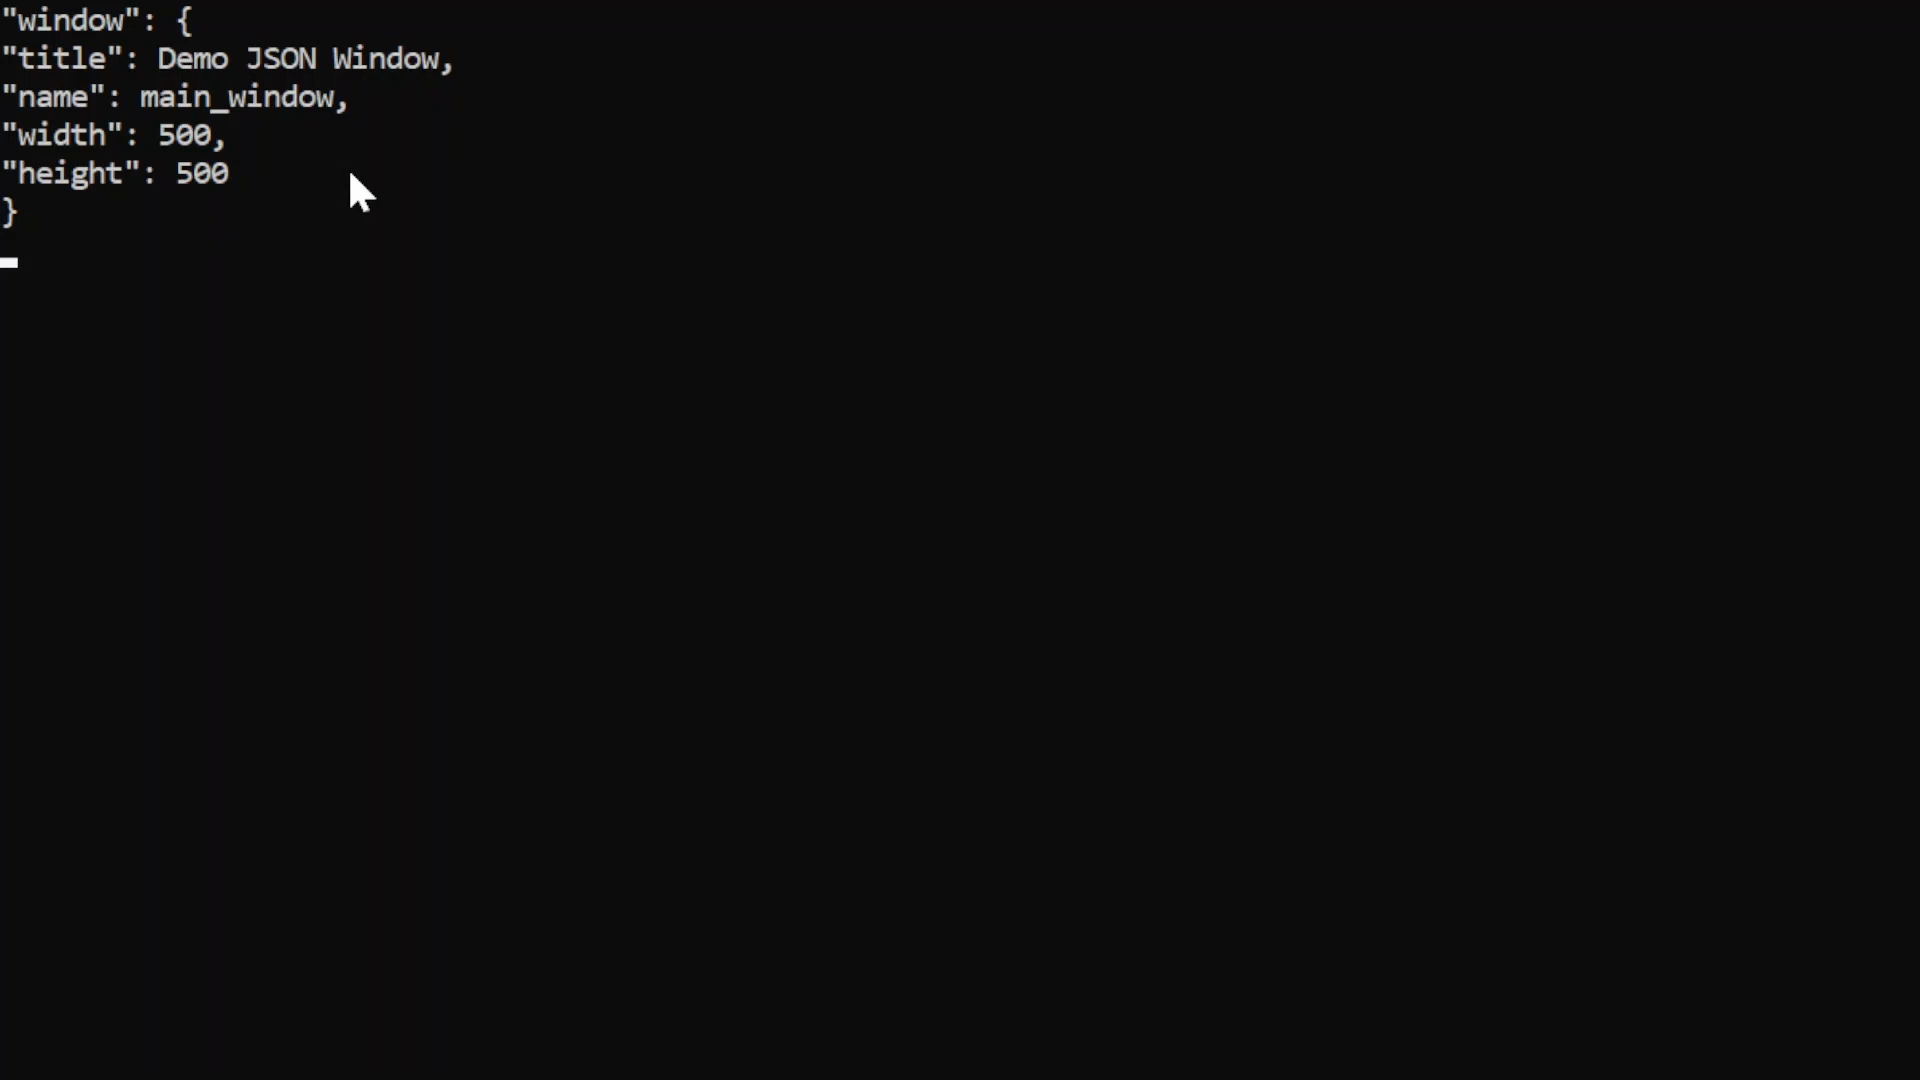 "window": {
"title": Demo JSON Window,
"name": main_window,
"width": 500,
"height": 500
}